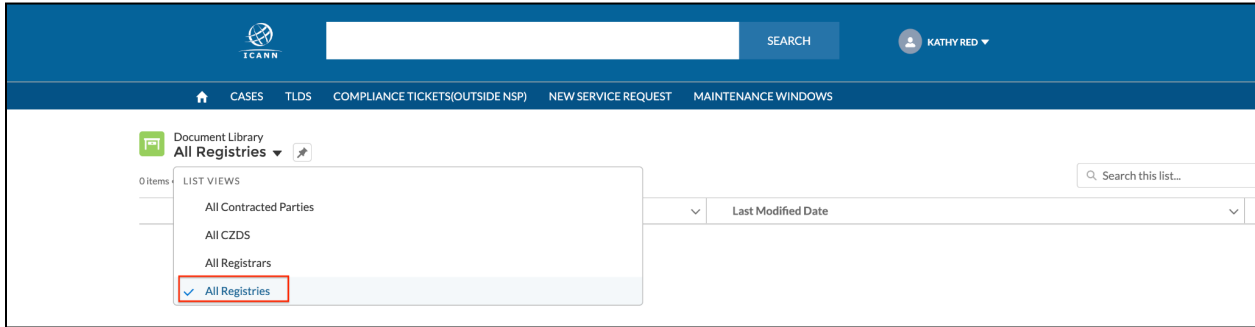 ICANN
SEARCH
KATHY RED
CASES TLDS COMPLIANCE TICKETS(OUTSIDE NSP) NEW SERVICE REQUEST MAINTENANCE WINDOWS
Document Library
All Registries
0 items
Search this list...
LIST VIEWS
Last Modified Date
All Contracted Parties
All CZDS
All Registrars
All Registries